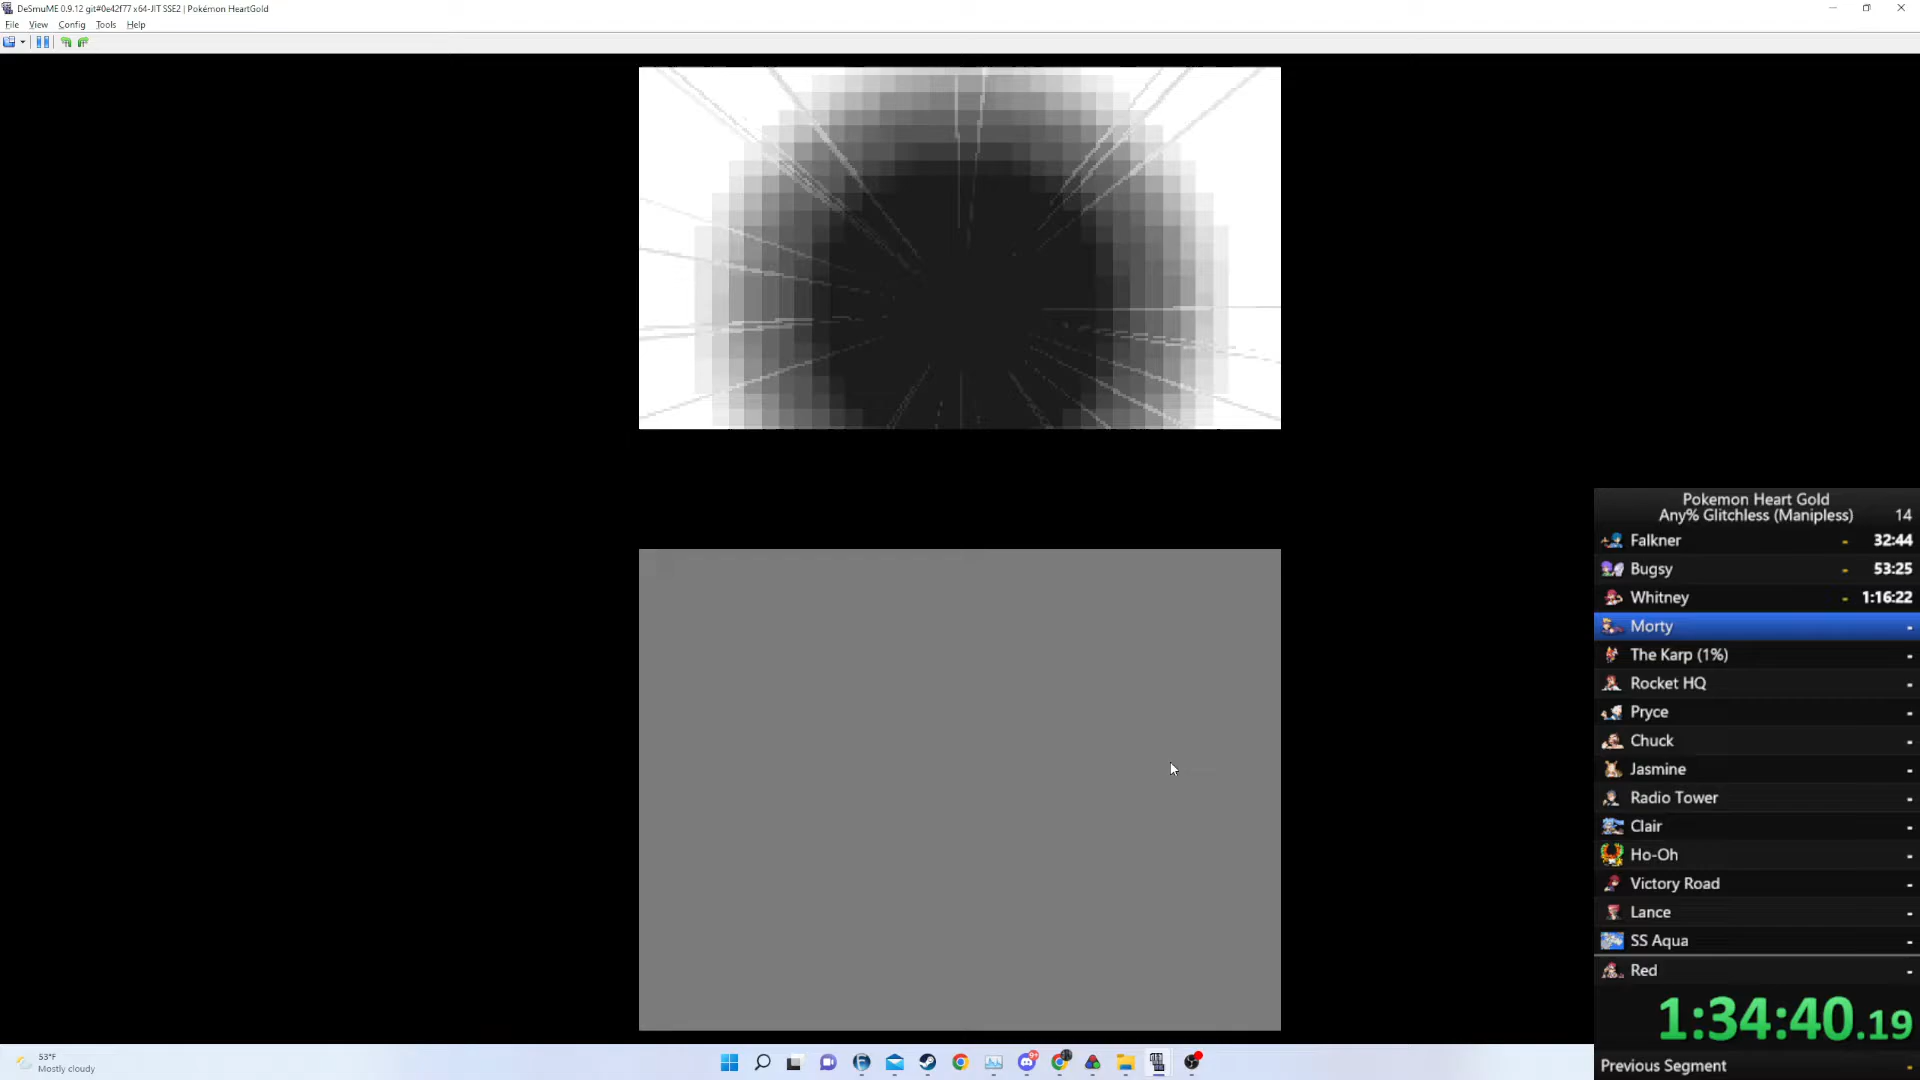 DeSmuME 0.9.12 git#0e42f77 x64-JIT SSE2 | Pokémon HeartGold
File View Config Tools Help
Pokemon Heart Gold
Any% Glitchless (Manipless) 14
Falkner - 32:44
Bugsy - 53:25
Whitney - 1:16:22
Morty -
The Karp (1%) -
Rocket HQ -
Pryce -
Chuck -
Jasmine -
Radio Tower -
Clair -
Ho-Oh -
Victory Road -
Lance -
SS Aqua -
Red -
1:34:40.19
Previous Segment -
53°F
Mostly cloudy